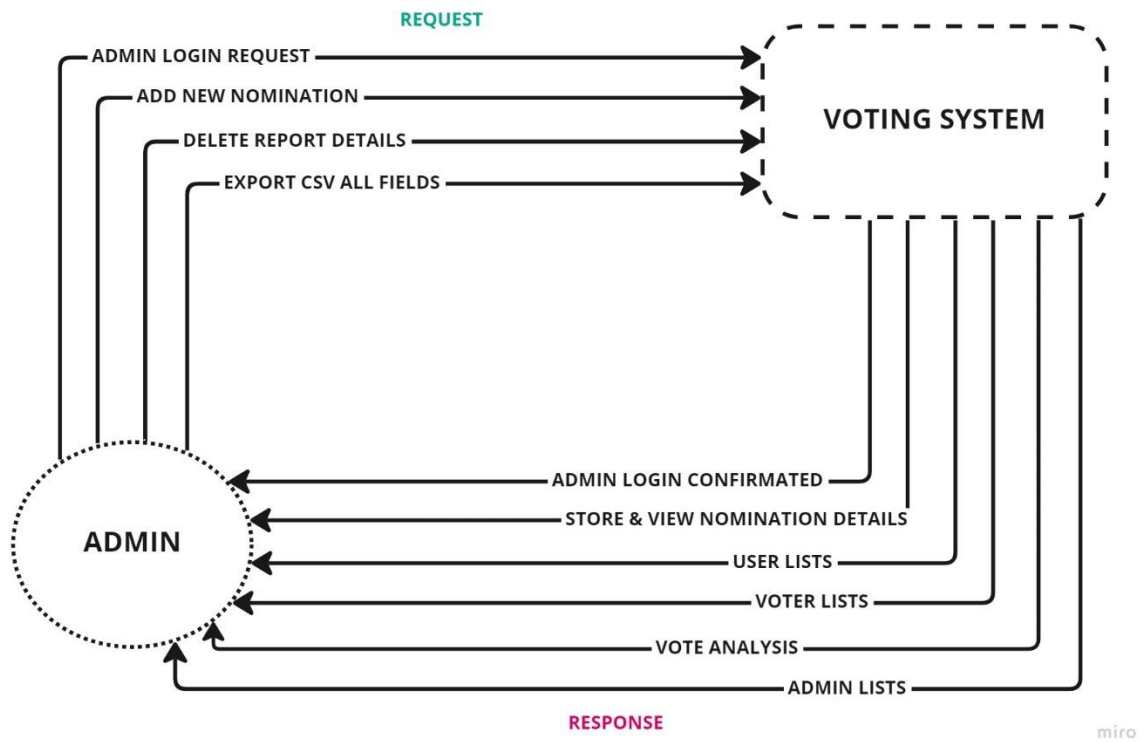 REQUEST
ADMIN LOGIN REQUEST
ADD NEW NOMINATION
VOTING SYSTEM
DELETE REPORT DETAILS
EXPORT CSV ALL FIELDS
ADMIN LOGIN CONFIRMATED
STORE & VIEW NOMINATION DETAILS
ADMIN
USER LISTS
VOTER LISTS
VOTE ANALYSIS
ADMIN LISTS
RESPONSE
miro